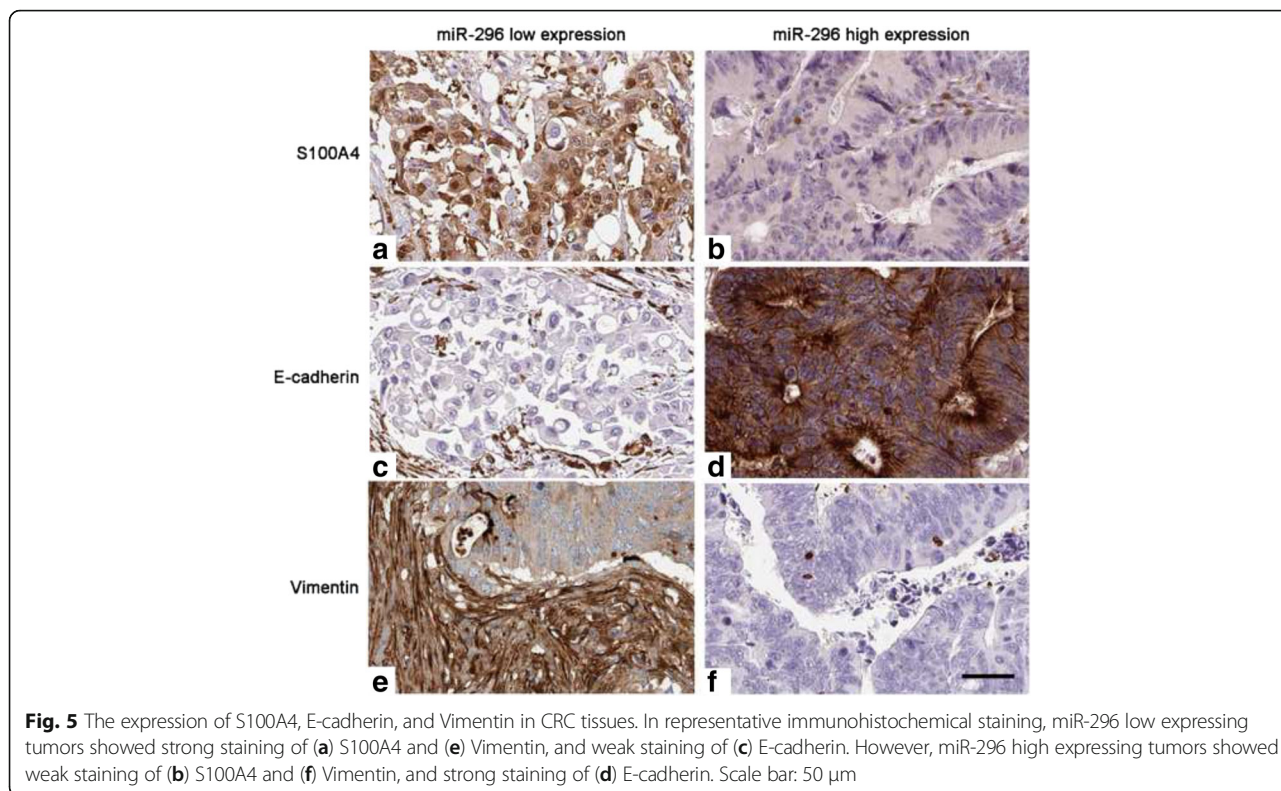 miR-296 low expression miR-296 high expression
S100A4
a b
E-cadherin
c d
Vimentin
e f
Fig. 5 The expression of S100A4, E-cadherin, and Vimentin in CRC tissues. In representative immunohistochemical staining, miR-296 low expressing
tumors showed strong staining of (a) S100A4 and (e) Vimentin, and weak staining of (c) E-cadherin. However, miR-296 high expressing tumors showed
weak staining of (b) S100A4 and (f) Vimentin, and strong staining of (d) E-cadherin. Scale bar: 50 μm